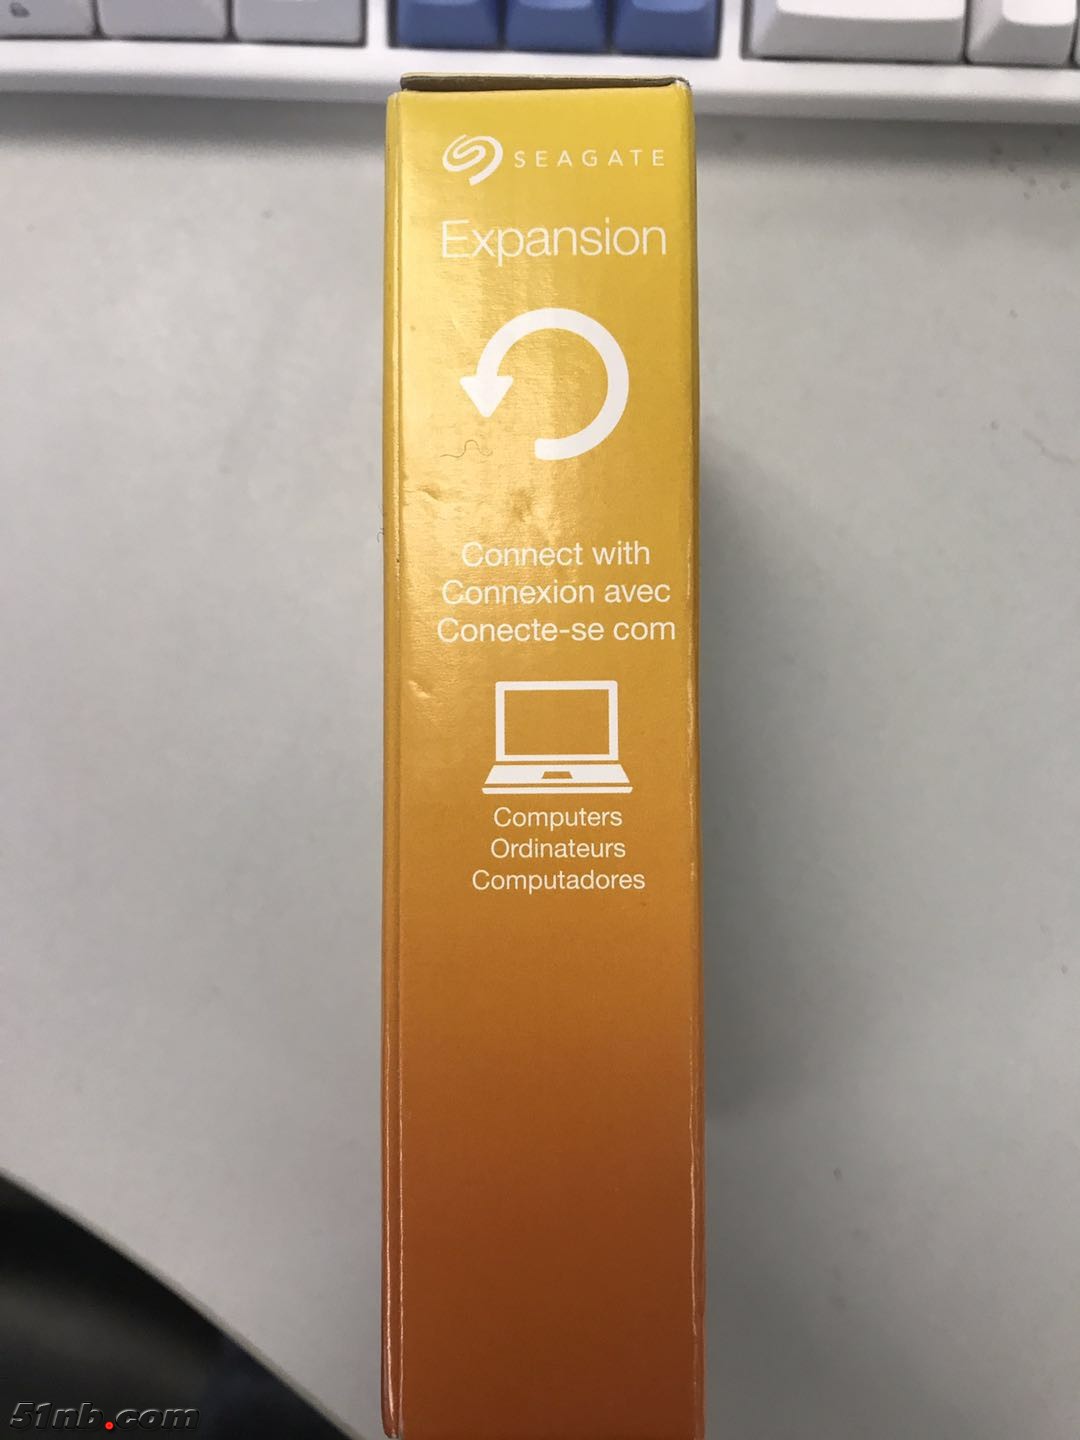 SEAGATE
Expansion
Connect with
Connexion avec
Conecte-se com
Computers
Ordinateurs
Computadores
51nb.com